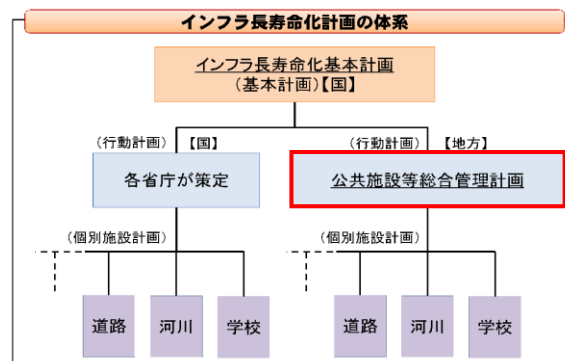 インフラ長寿命化計画の体系
インフラ長寿命化基本計画
(基本計画)【国】
(行動計画) 【国】
(行動計画) 【地方】
各省庁が策定
公共施設等総合管理計画
(個別施設計画)
(個別施設計画)
道路
河川
学校
道路
河川
学校